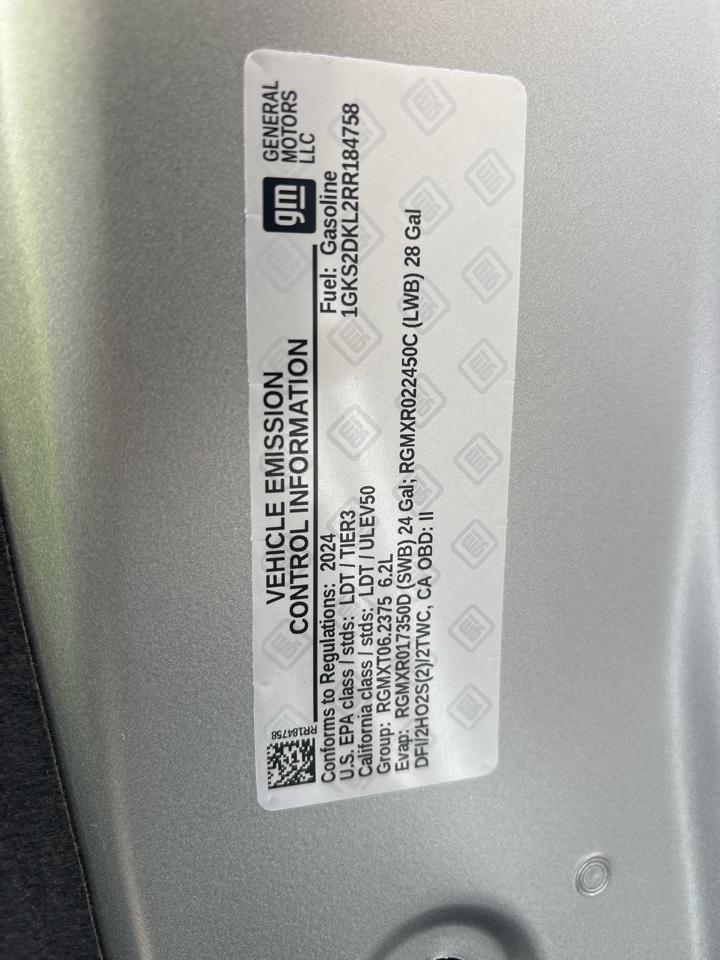 VEHICLE EMISSION
CONTROL INFORMATION
gm
GENERAL
MOTORS
LLC
RR184758
Conforms to Regulations: 2024
Fuel: Gasoline
U.S. EPA class / stds: LDT / TIER3
1GKS2DKL2RR184758
California class / stds: LDT / ULEV50
Group: RGMXT06.2375 6.2L
Evap: RGMXR017350D (SWB) 24 Gal; RGMXR022450C (LWB) 28 Gal
DFI/2HO2S(2)/2TWC, CA OBD: II